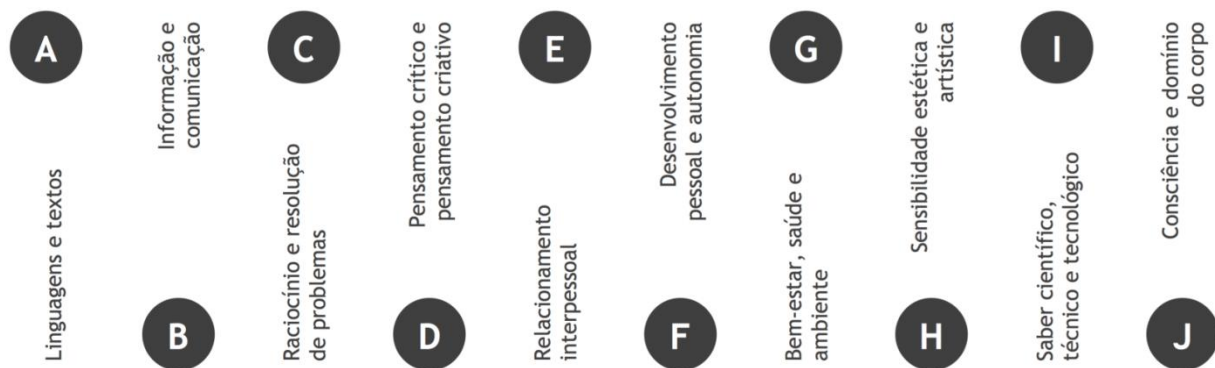 A
Linguagens e textos
B
Informação e
comunicação
C
Raciocínio e resolução
de problemas
D
Pensamento crítico e
pensamento criativo
E
Relacionamento
interpessoal
F
Desenvolvimento
pessoal e autonomia
G
Bem-estar, saúde e
ambiente
H
Sensibilidade estética e
artística
I
Saber científico,
técnico e tecnológico
J
Consciência e domínio
do corpo